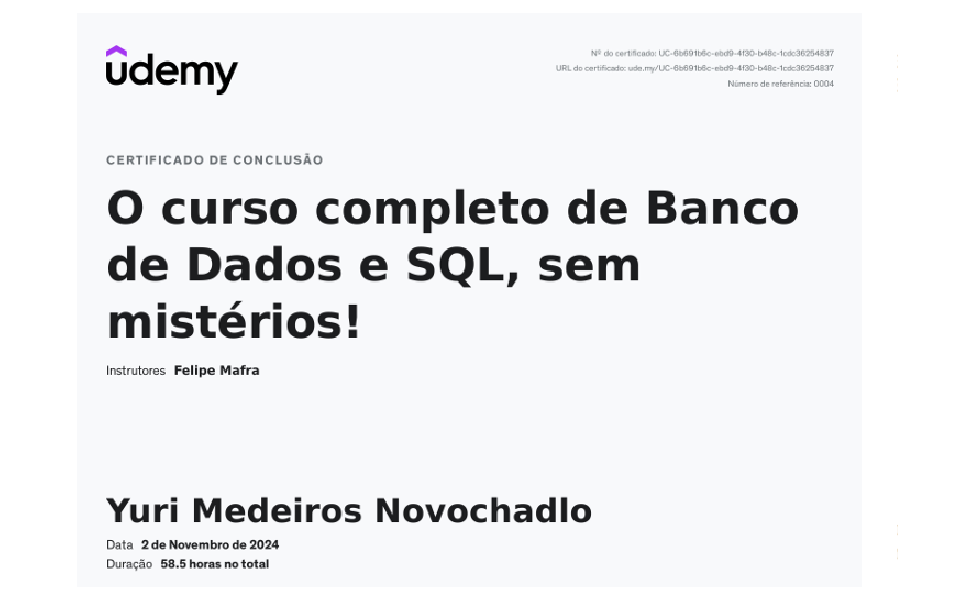 udemy
Nº do certificado: UC-6b691b6c-ebd9-4f30-b48c-1cdc36254837
URL do certificado: ude.my/UC-6b691b6c-ebd9-4f30-b48c-1cdc36254837
Número de referência: 0004
CERTIFICADO DE CONCLUSÃO
O curso completo de Banco
de Dados e SQL, sem
mistérios!
Instrutores Felipe Mafra
Yuri Medeiros Novochadlo
Data 2 de Novembro de 2024
Duração 58.5 horas no total